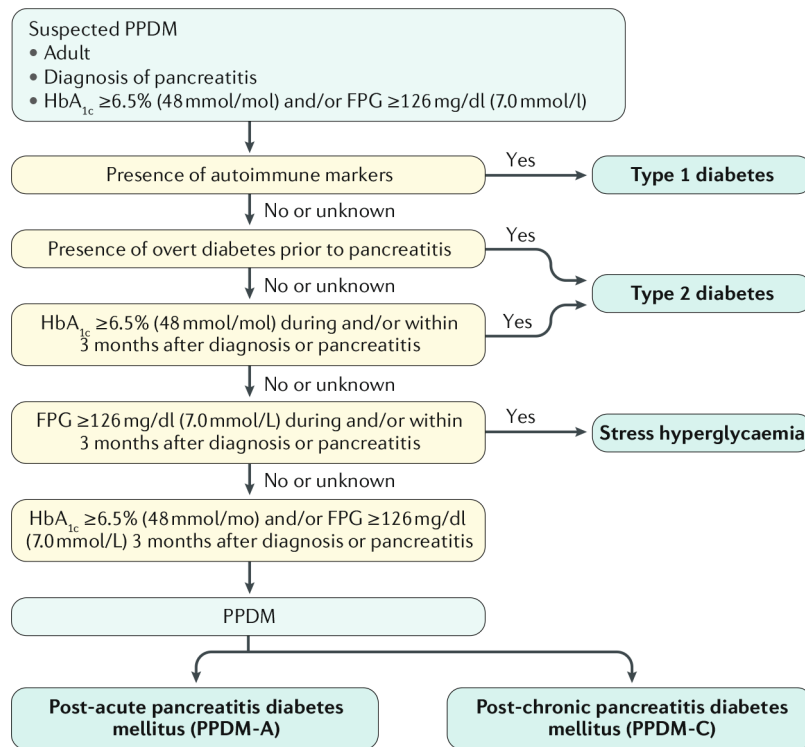 Suspected PPDM
• Adult
• Diagnosis of pancreatitis
• HbA1c ≥6.5% (48 mmol/mol) and/or FPG ≥126 mg/dl (7.0 mmol/l)
Presence of autoimmune markers
Yes
Type 1 diabetes
No or unknown
Presence of overt diabetes prior to pancreatitis
Yes
No or unknown
Type 2 diabetes
HbA1c ≥6.5% (48 mmol/mol) during and/or within
3 months after diagnosis or pancreatitis
Yes
No or unknown
FPG ≥126 mg/dl (7.0 mmol/L) during and/or within
3 months after diagnosis or pancreatitis
Yes
Stress hyperglycaemia
No or unknown
HbA1c ≥6.5% (48 mmol/mo) and/or FPG ≥126 mg/dl
(7.0 mmol/L) 3 months after diagnosis or pancreatitis
PPDM
Post-acute pancreatitis diabetes
mellitus (PPDM-A)
Post-chronic pancreatitis diabetes
mellitus (PPDM-C)